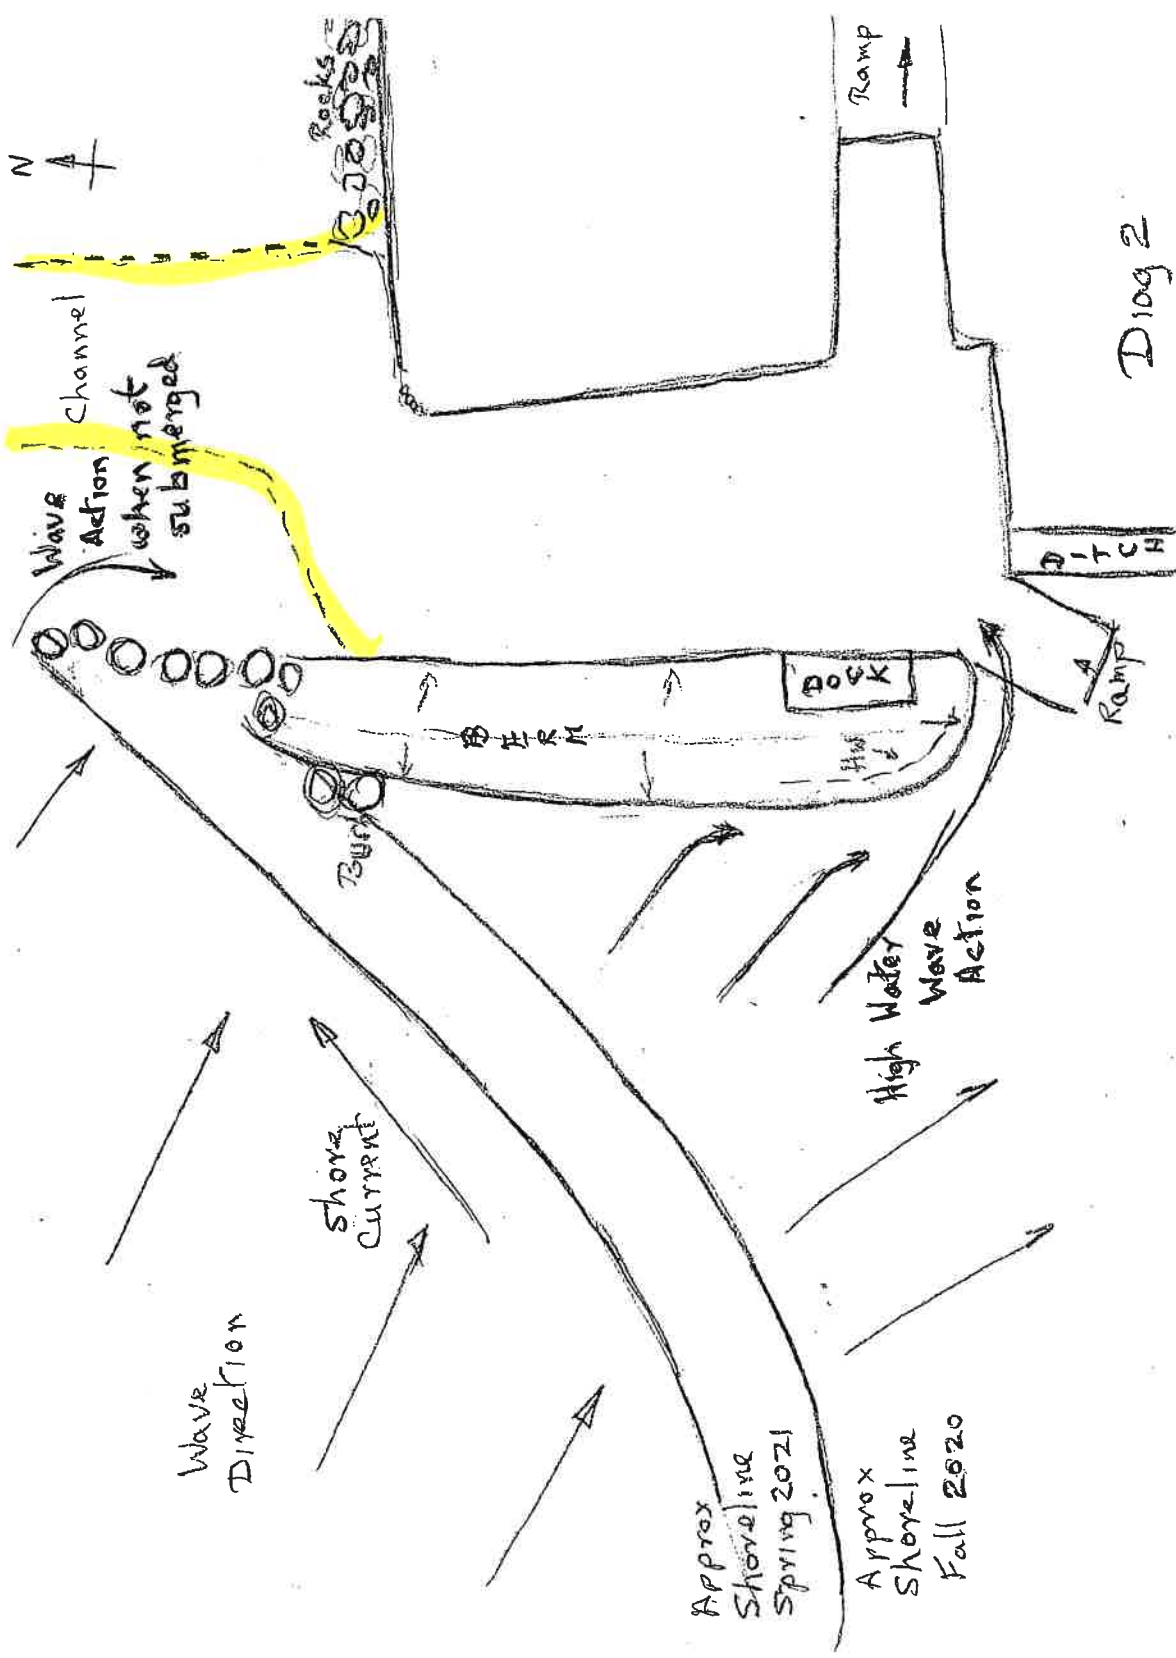 N
Rocks
Ramp
Channel
Wave
Action
when not
submerged
DITCH
Ramp
DOCK
BERM
HW
High Water
Wave
Action
Shore
Current
Wave
Direction
Approx
Shoreline
Spring 2021
Approx
Shoreline
Fall 2020
Diag 2